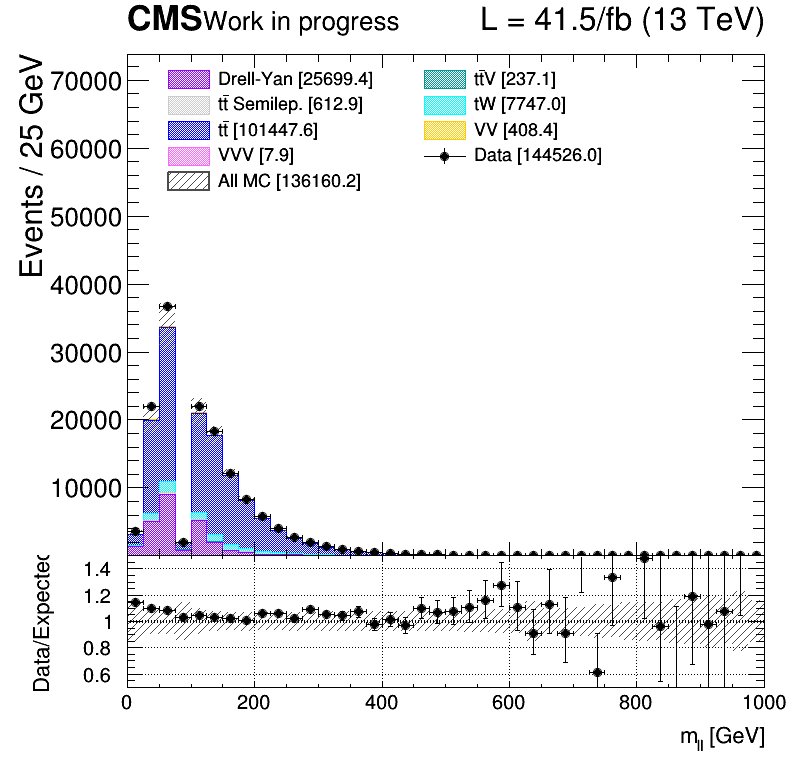 CMS Work in progress L = 41.5/fb (13 TeV)
Events / 25 GeV
70000
60000
50000
40000
30000
20000
10000
Drell-Yan [25699.4]
tt̄ Semilep. [612.9]
tt̄ [101447.6]
VVV [7.9]
All MC [136160.2]
tt̄V [237.1]
tW [7747.0]
VV [408.4]
Data [144526.0]
Data/Expected
1.4
1.2
1
0.8
0.6
0 200 400 600 800 1000
m_ll [GeV]